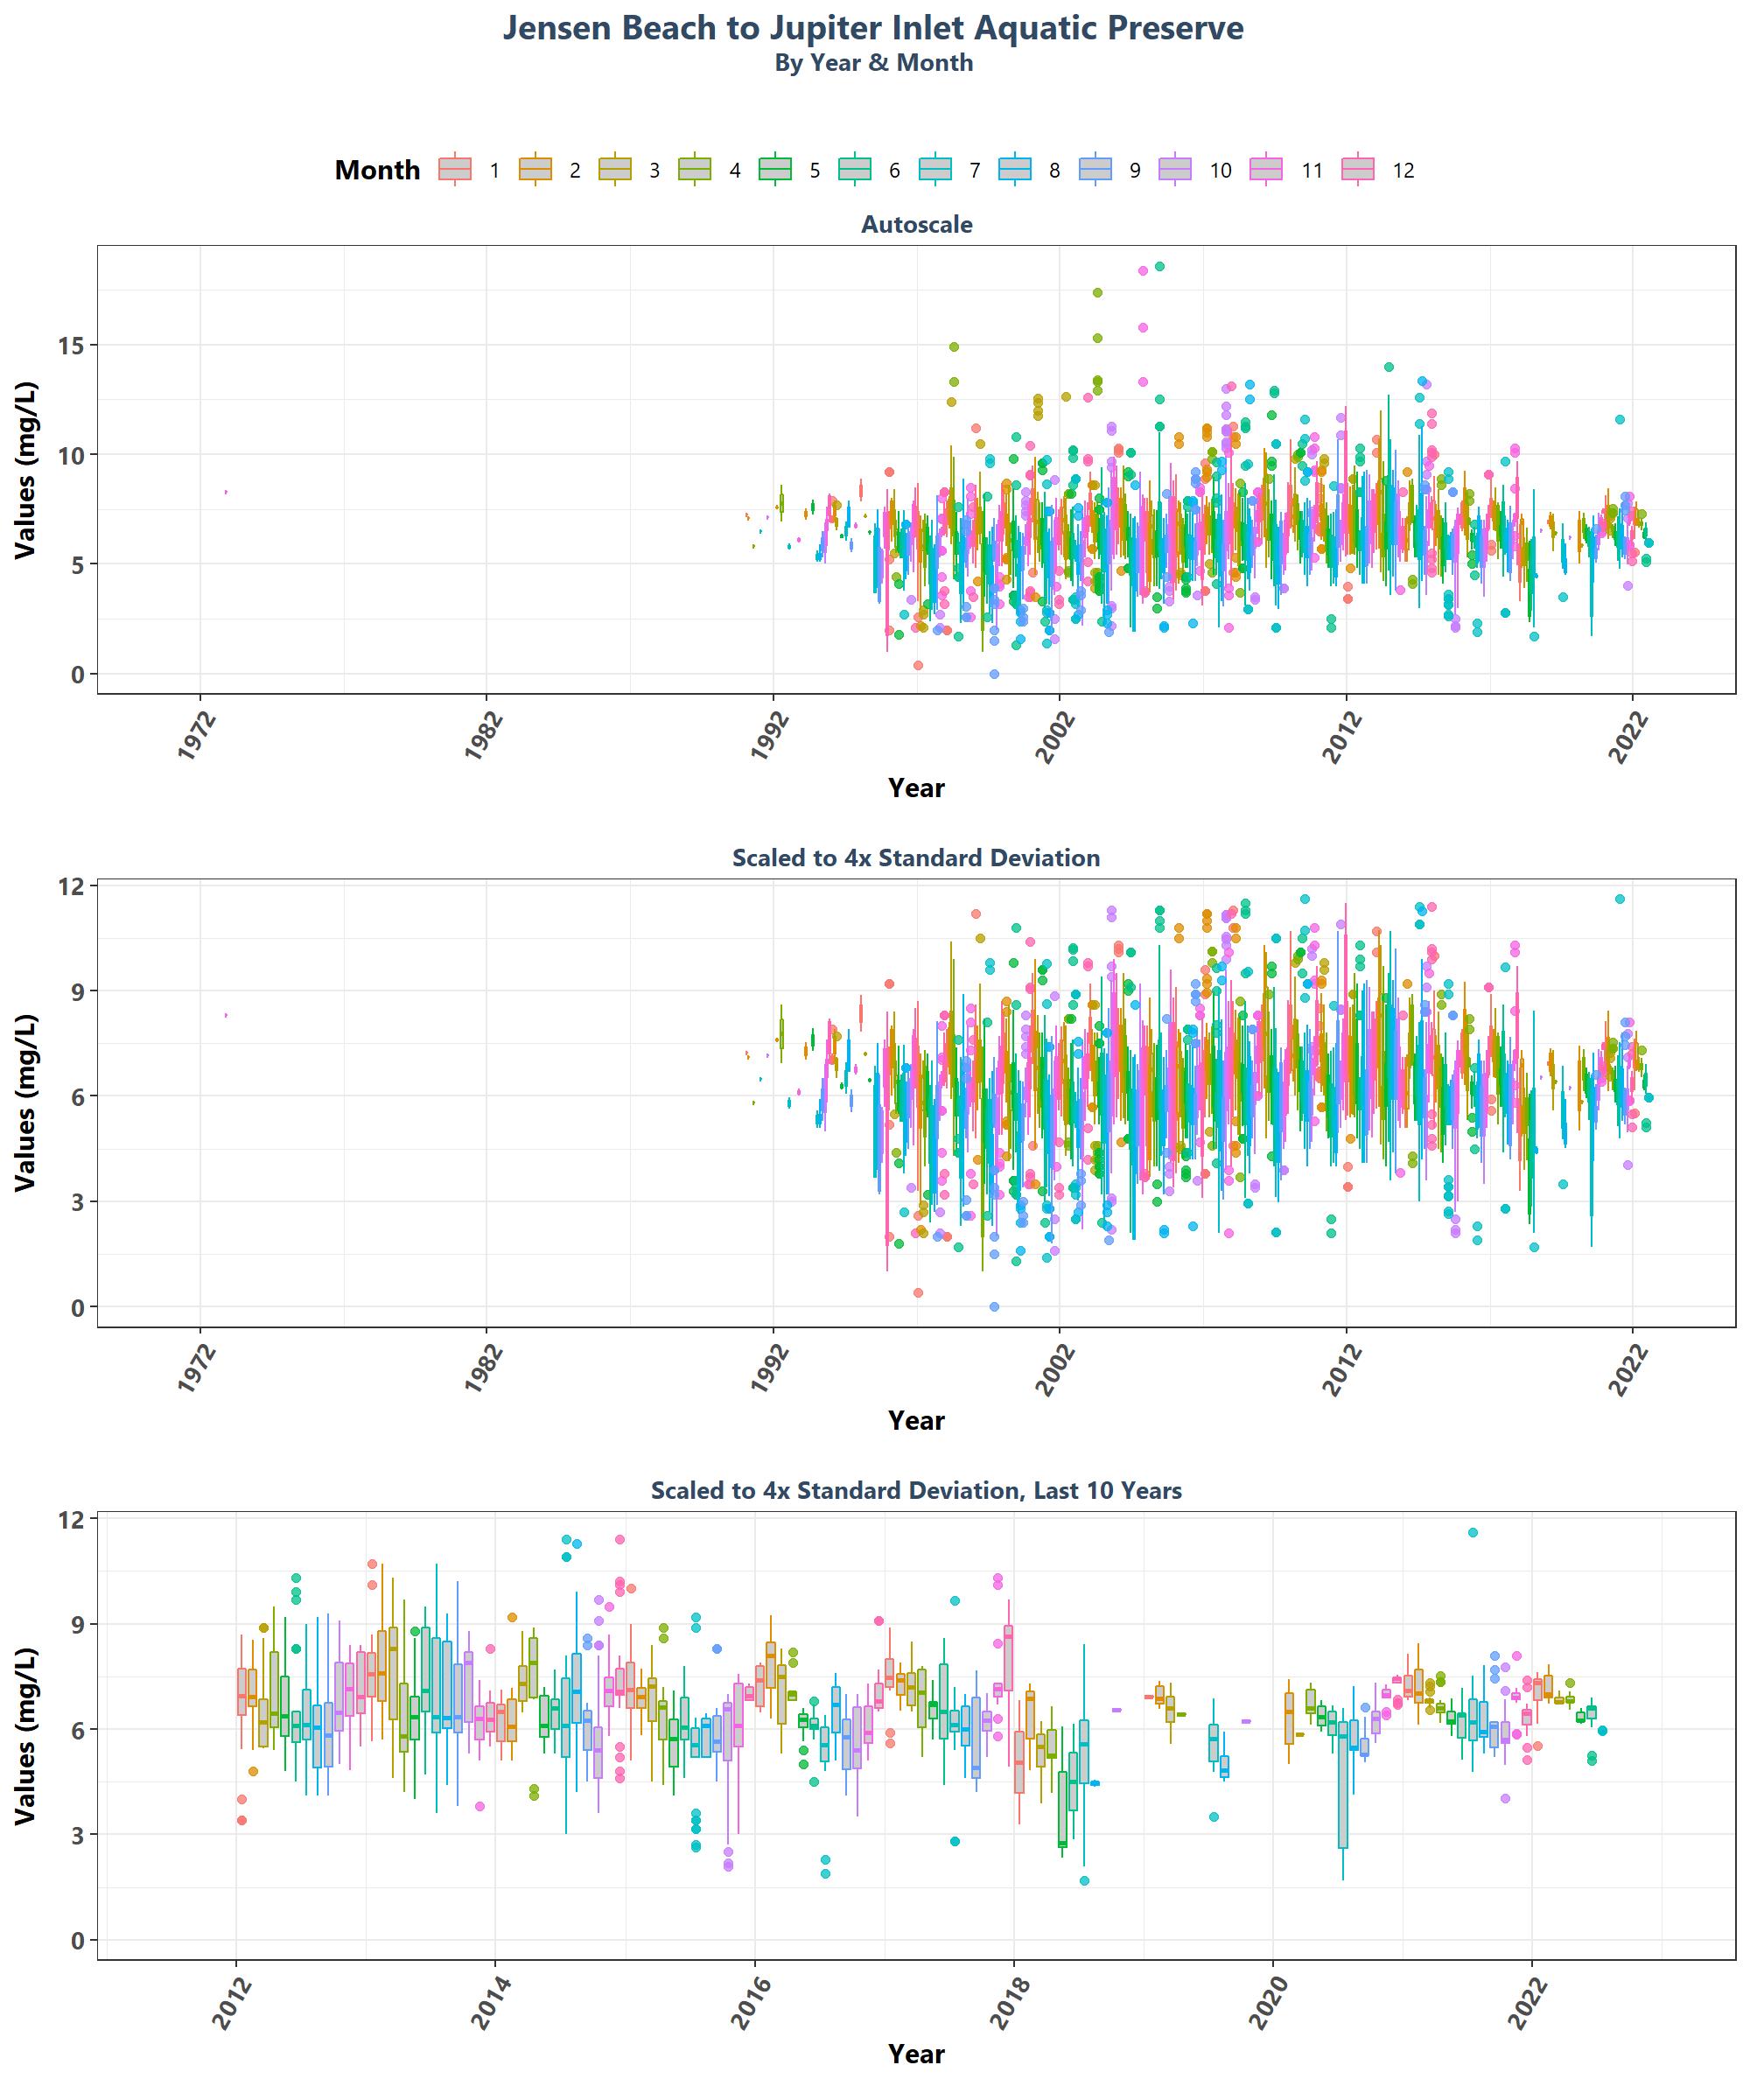 Jensen Beach to Jupiter Inlet Aquatic Preserve
By Year & Month
Month 1 2 3 4 5 6 7 8 9 10 11 12
Autoscale
Values (mg/L)
15
10
5
0
1972 1982 1992 2002 2012 2022
Year
Scaled to 4x Standard Deviation
Values (mg/L)
12
9
6
3
0
1972 1982 1992 2002 2012 2022
Year
Scaled to 4x Standard Deviation, Last 10 Years
Values (mg/L)
12
9
6
3
0
2012 2014 2016 2018 2020 2022
Year